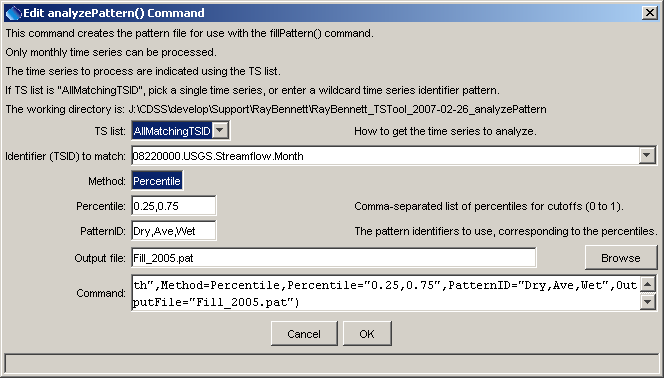 Edit analyzePattern() Command
This command creates the pattern file for use with the fillPattern() command.
Only monthly time series can be processed.
The time series to process are indicated using the TS list.
If TS list is "AllMatchingTSID", pick a single time series, or enter a wildcard time series identifier pattern.
The working directory is: J:\CDSS\develop\Support\RayBennett\RayBennett_TSTool_2007-02-26_analyzePattern
TS list: AllMatchingTSID How to get the time series to analyze.
Identifier (TSID) to match: 08220000.USGS.Streamflow.Month
Method: Percentile
Percentile: 0.25,0.75 Comma-separated list of percentiles for cutoffs (0 to 1).
PatternID: Dry,Ave,Wet The pattern identifiers to use, corresponding to the percentiles.
Output file: Fill_2005.pat Browse
Command: th",Method=Percentile,Percentile="0.25,0.75",PatternID="Dry,Ave,Wet",Out
putFile="Fill_2005.pat")
Cancel OK